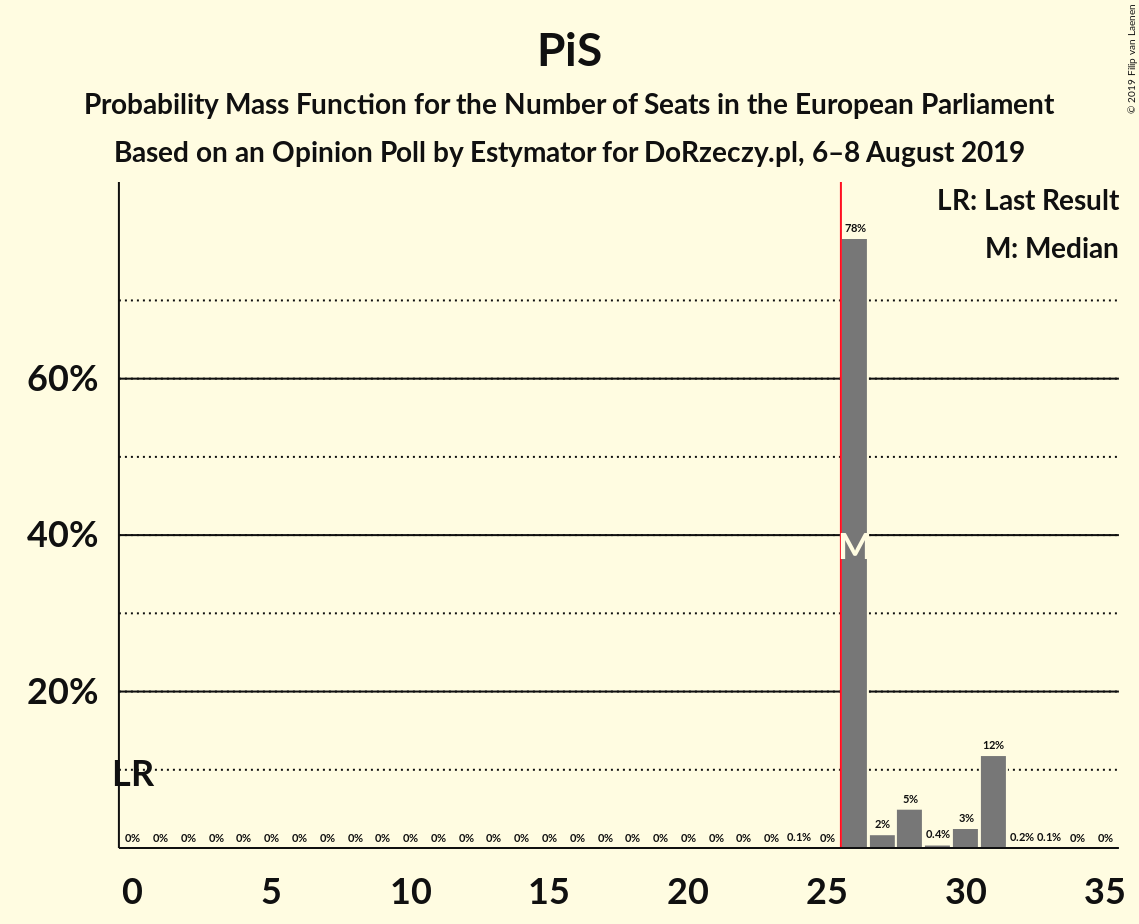 PiS
Probability Mass Function for the Number of Seats in the European Parliament
Based on an Opinion Poll by Estymator for DoRzeczy.pl, 6–8 August 2019
© 2019 Filip van Laenen
LR: Last Result
M: Median
60%
40%
20%
LR
M
0% 0% 0% 0% 0% 0% 0% 0% 0% 0% 0% 0% 0% 0% 0% 0% 0% 0% 0% 0% 0% 0% 0% 0% 0.1% 0% 78% 2% 5% 0.4% 3% 12% 0.2% 0.1% 0% 0%
0 5 10 15 20 25 30 35